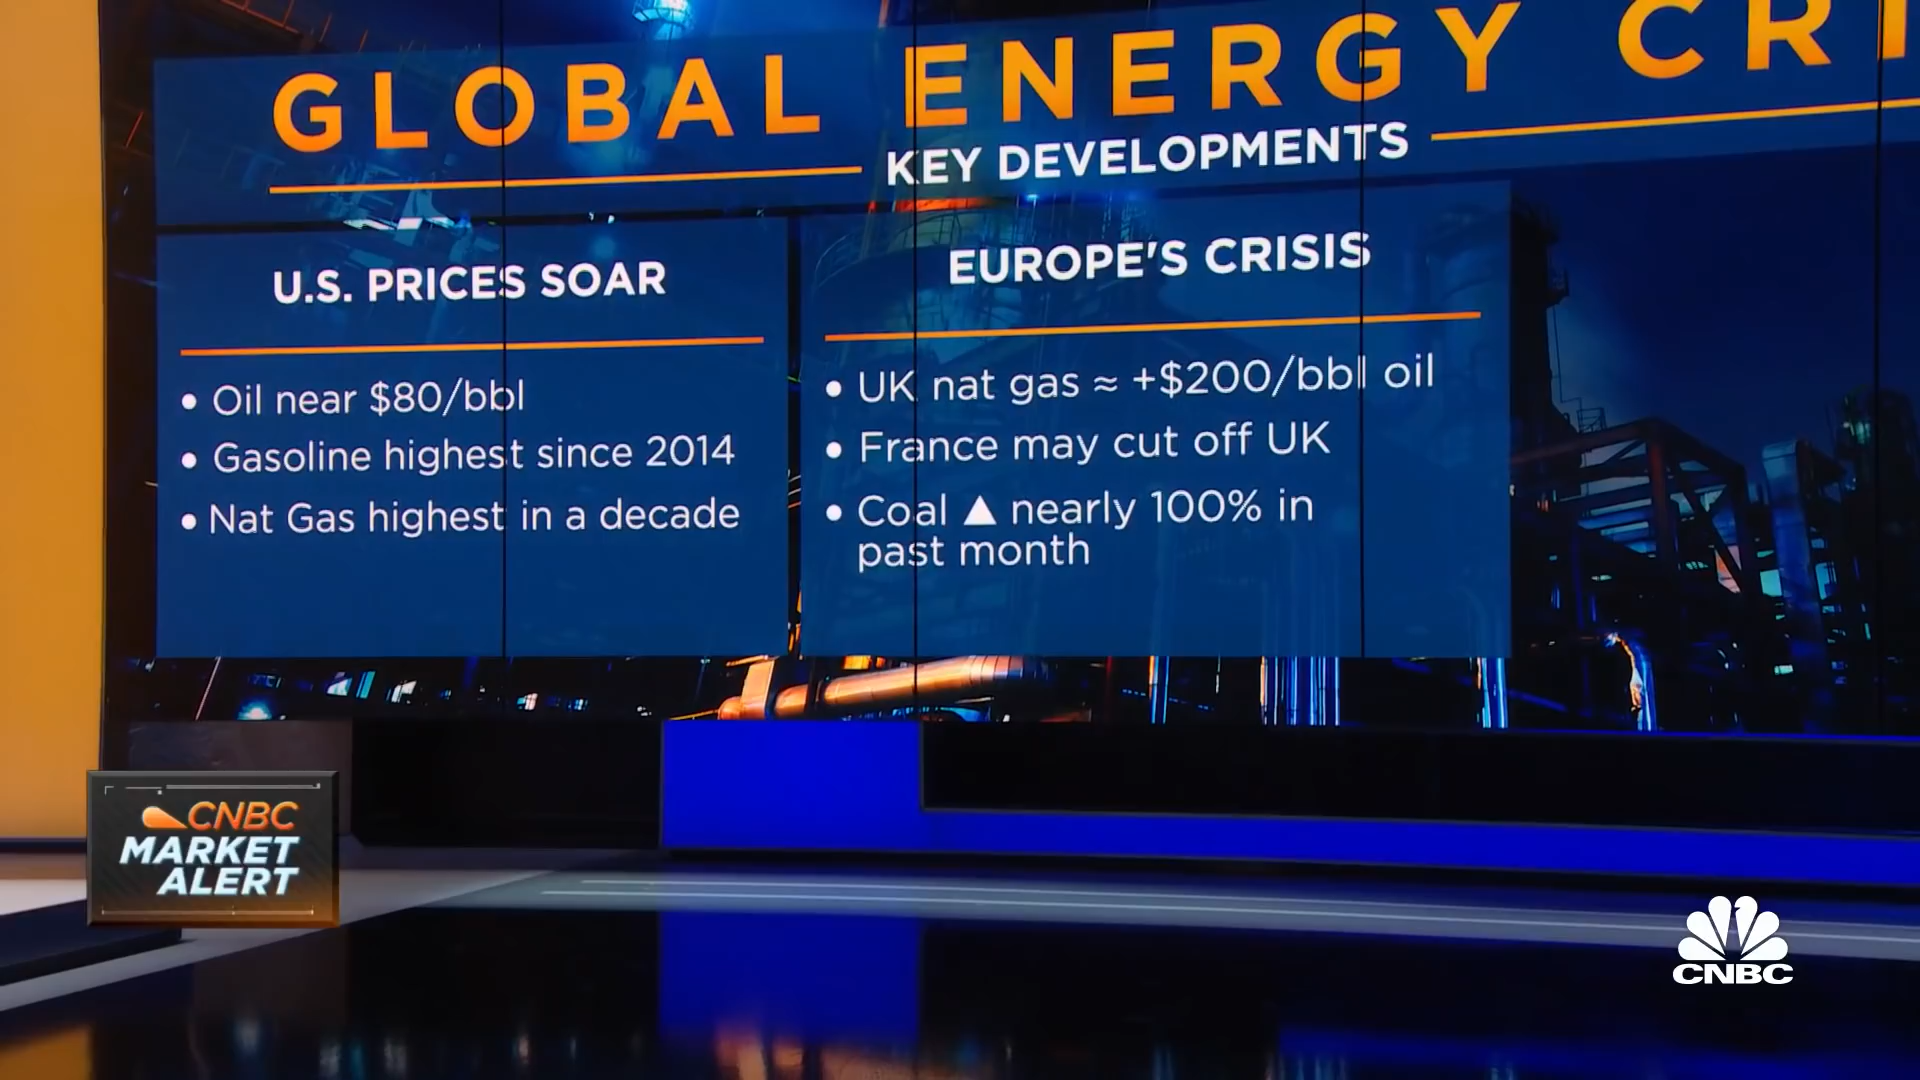 GLOBAL ENERGY CRI
KEY DEVELOPMENTS
U.S. PRICES SOAR
• Oil near $80/bbl
• Gasoline highest since 2014
• Nat Gas highest in a decade
EUROPE'S CRISIS
• UK nat gas ≈ +$200/bbl oil
• France may cut off UK
• Coal ▲ nearly 100% in
past month
CNBC
MARKET
ALERT
CNBC